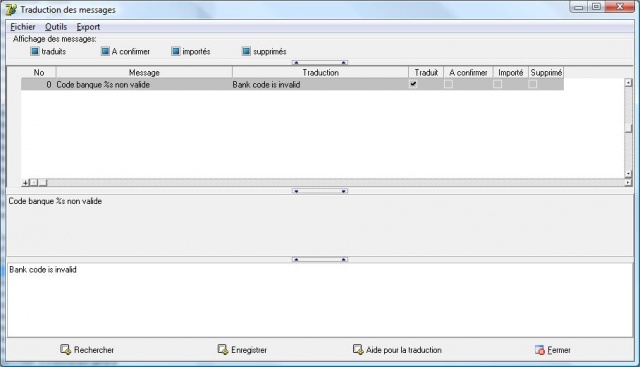 Traduction des messages
Fichier Outils Export
Affichage des messages:
traduits A confirmer importés supprimés
No Message Traduction Traduit A confirmer Importé Supprimé
0 Code banque %s non valide Bank code is invalid
Code banque %s non valide
Bank code is invalid
Rechercher Enregistrer Aide pour la traduction Fermer